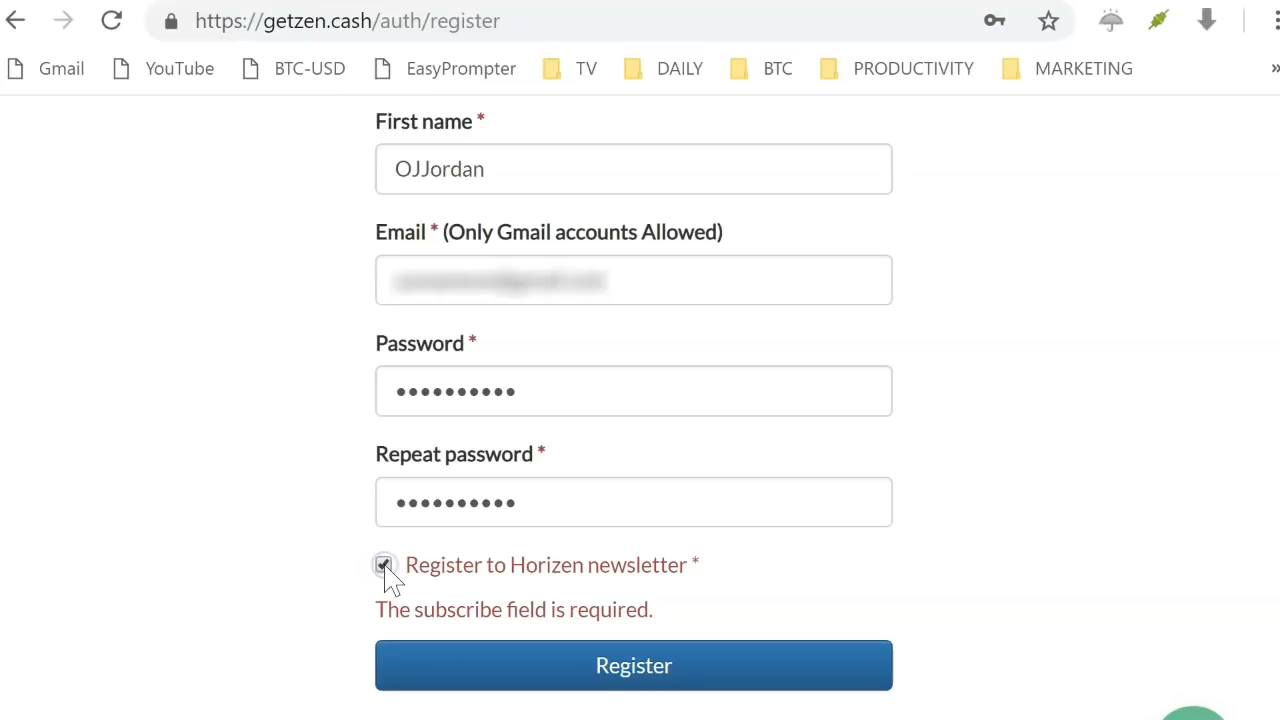 https://getzen.cash/auth/register
Gmail YouTube BTC-USD EasyPrompter TV DAILY BTC PRODUCTIVITY MARKETING »
First name *
OJJordan
Email * (Only Gmail accounts Allowed)
Password *
••••••••••
Repeat password *
••••••••••
Register to Horizen newsletter *
The subscribe field is required.
Register